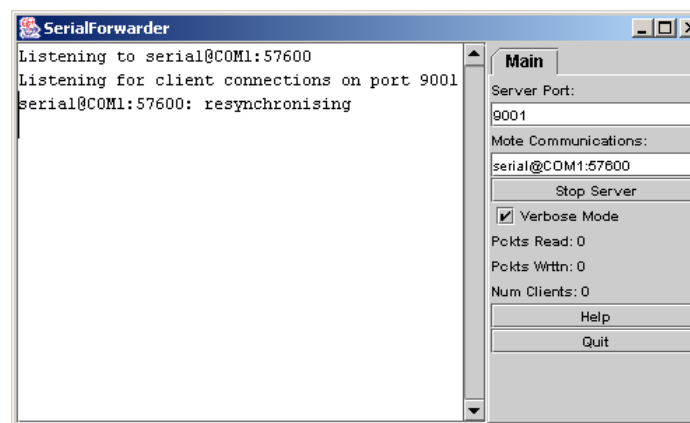 SerialForwarder
Listening to serial@COM1:57600
Listening for client connections on port 9001
serial@COM1:57600: resynchronising
Main
Server Port:
9001
Mote Communications:
serial@COM1:57600
Stop Server
Verbose Mode
Pckts Read: 0
Pckts Wrttn: 0
Num Clients: 0
Help
Quit